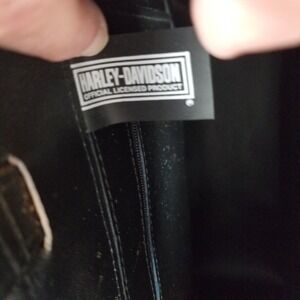 HARLEY-DAVIDSON
OFFICIAL LICENSED PRODUCT
®